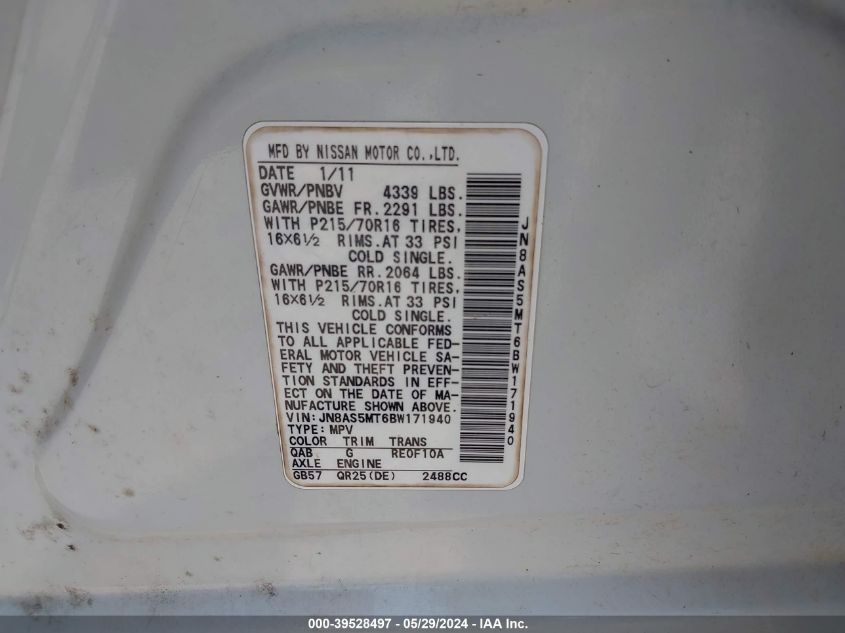 MFD BY NISSAN MOTOR CO.,LTD.
DATE 1/11
GVWR/PNBV 4339 LBS.
GAWR/PNBE FR.2291 LBS.
WITH P215/70R16 TIRES,
16X6½ RIMS.AT 33 PSI
COLD SINGLE.
GAWR/PNBE RR.2064 LBS.
WITH P215/70R16 TIRES,
16X6½ RIMS.AT 33 PSI
COLD SINGLE.
THIS VEHICLE CONFORMS
TO ALL APPLICABLE FED-
ERAL MOTOR VEHICLE SA-
FETY AND THEFT PREVEN-
TION STANDARDS IN EFF-
ECT ON THE DATE OF MA-
NUFACTURE SHOWN ABOVE.
VIN:JN8AS5MT6BW171940
TYPE:MPV
COLOR TRIM TRANS
QAB G RE0F10A
AXLE ENGINE
GB57 QR25(DE) 2488CC
JN8AS5MT6BW171940
000-39528497 - 05/29/2024 - IAA Inc.